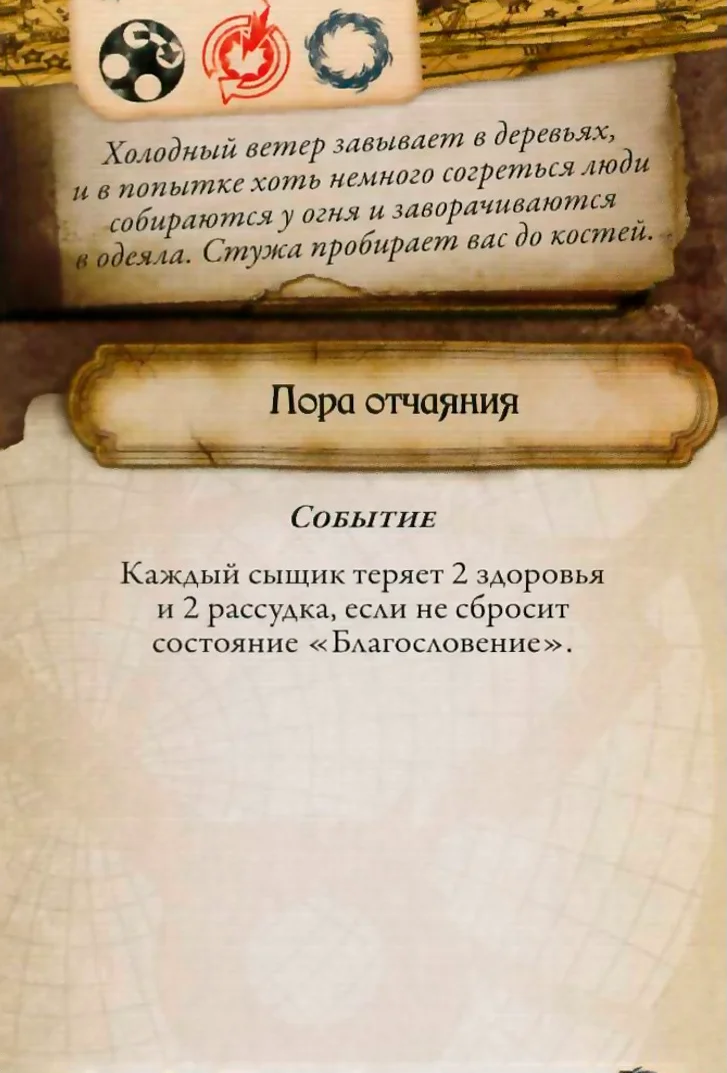 Холодный ветер завывает в деревьях,
и в попытке хоть немного согреться люди
собираются у огня и заворачиваются
в одеяла. Стужа пробирает вас до костей.
Пора отчаяния
Событие
Каждый сыщик теряет 2 здоровья
и 2 рассудка, если не сбросит
состояние «Благословение».